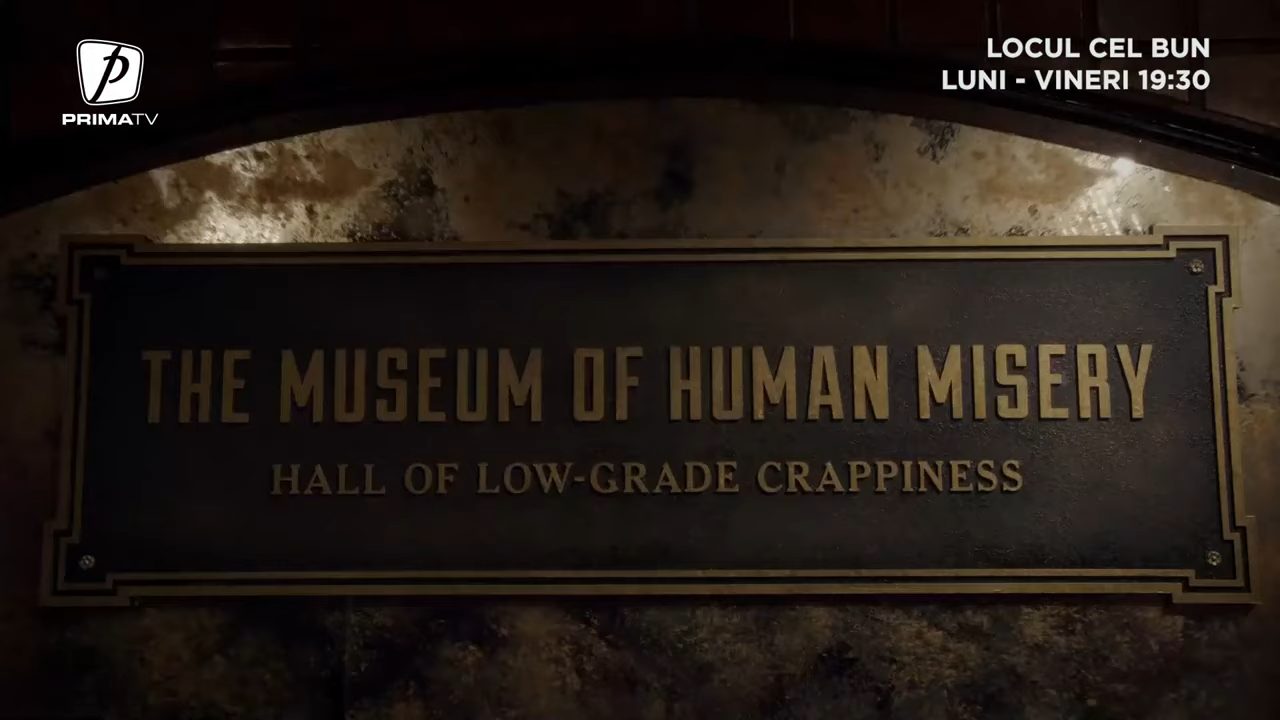 PRIMATV
LOCUL CEL BUN
LUNI - VINERI 19:30
THE MUSEUM OF HUMAN MISERY
HALL OF LOW-GRADE CRAPPINESS